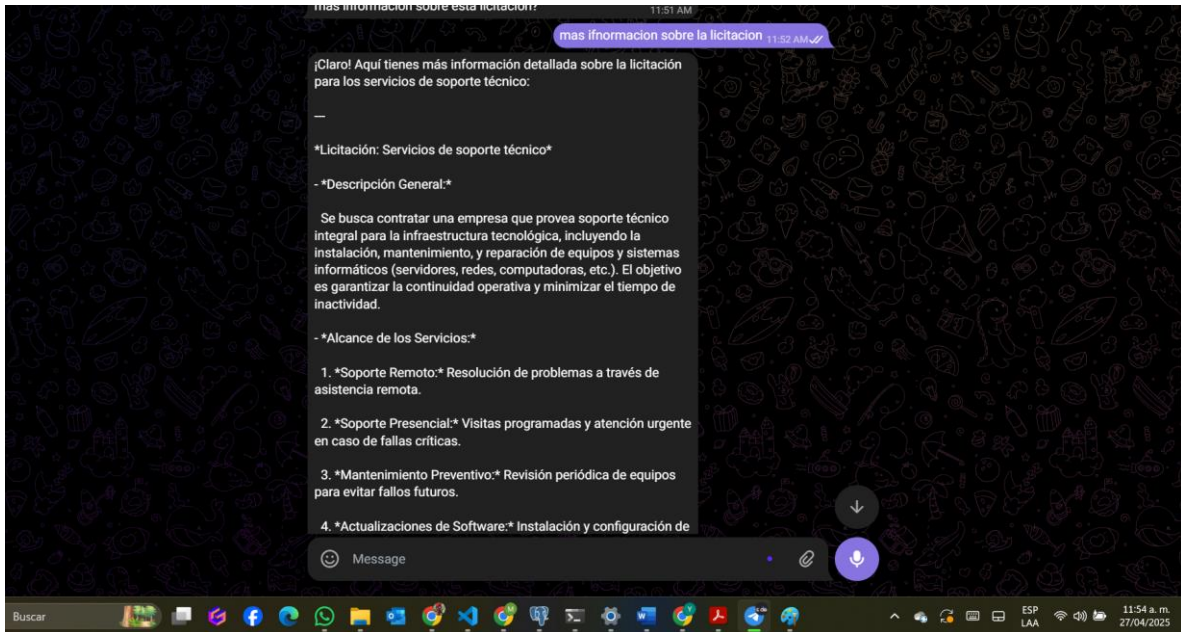 mas información sobre esta licitación?
11:51 AM
mas ifnormacion sobre la licitacion 11:52 AM
¡Claro! Aquí tienes más información detallada sobre la licitación
para los servicios de soporte técnico:
—
*Licitación: Servicios de soporte técnico*
- *Descripción General:*
Se busca contratar una empresa que provea soporte técnico
integral para la infraestructura tecnológica, incluyendo la
instalación, mantenimiento, y reparación de equipos y sistemas
informáticos (servidores, redes, computadoras, etc.). El objetivo
es garantizar la continuidad operativa y minimizar el tiempo de
inactividad.
- *Alcance de los Servicios:*
1. *Soporte Remoto:* Resolución de problemas a través de
asistencia remota.
2. *Soporte Presencial:* Visitas programadas y atención urgente
en caso de fallas críticas.
3. *Mantenimiento Preventivo:* Revisión periódica de equipos
para evitar fallos futuros.
4. *Actualizaciones de Software:* Instalación y configuración de
Message
Buscar
ESP
LAA
11:54 a. m.
27/04/2025